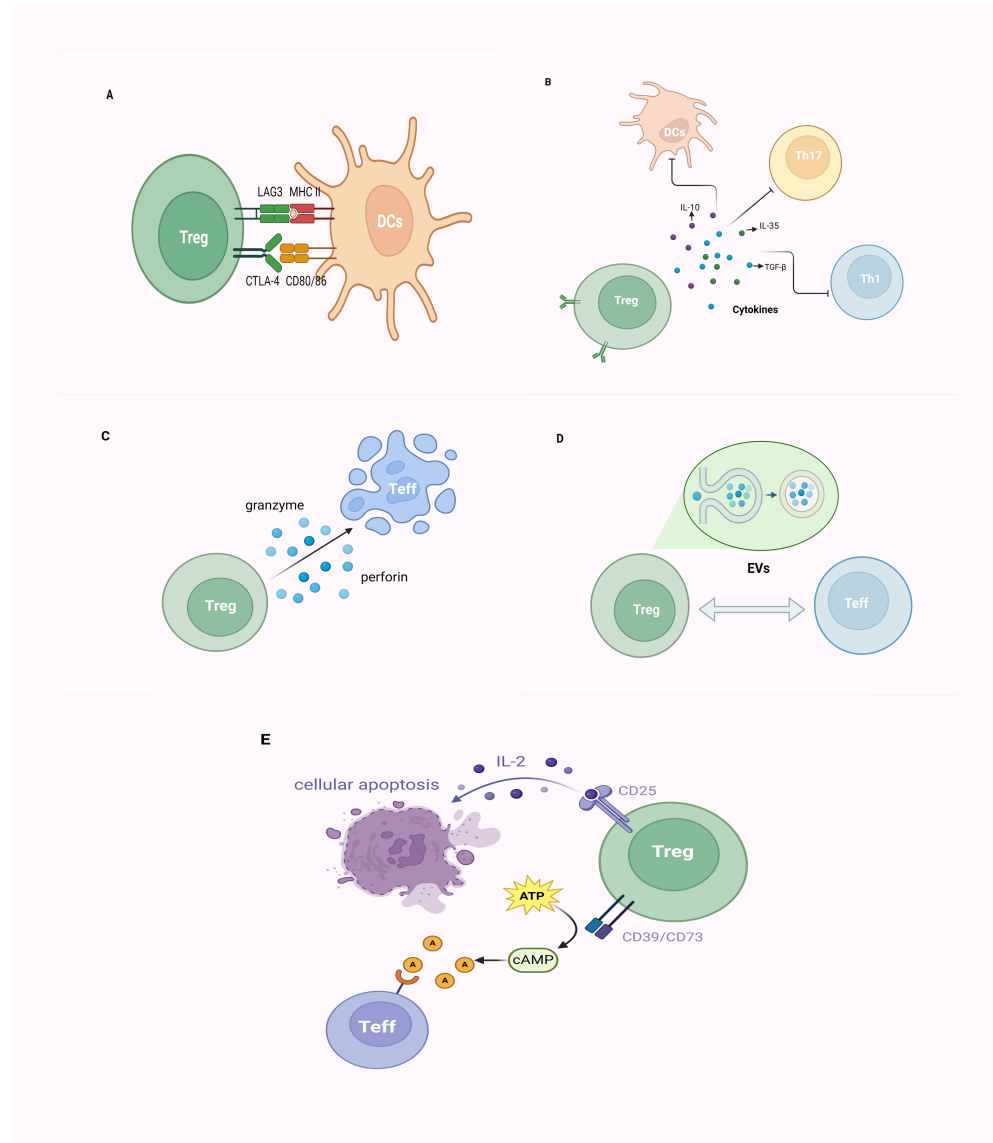 A
LAG3 MHC II
Treg
DCs
CTLA-4 CD80/86
B
DCs
Th17
IL-10
IL-35
TGF-β
Th1
Treg
Cytokines
C
Teff
granzyme
perforin
Treg
D
EVs
Treg
Teff
E
IL-2
cellular apoptosis
CD25
Treg
ATP
CD39/CD73
cAMP
A
A
A
A
Teff